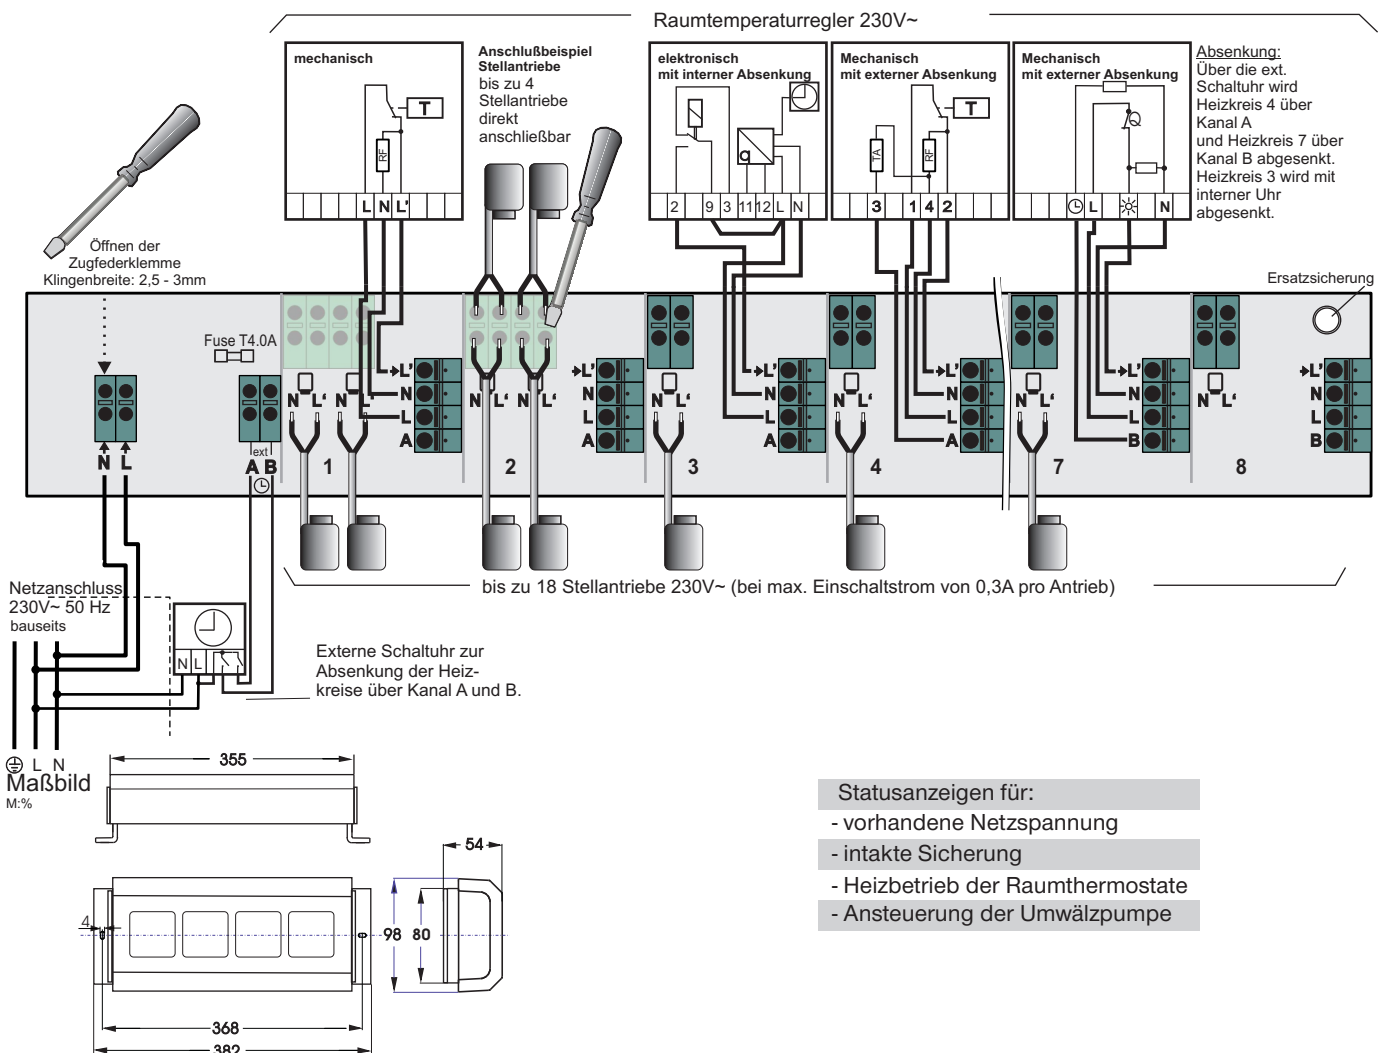 Raumtemperaturregler 230V~
mechanisch
T
RF
L N L'
Anschlußbeispiel
Stellantriebe
bis zu 4
Stellantriebe
direkt
anschließbar
elektronisch
mit interner Absenkung
2 9 3 11 12 L N
Mechanisch
mit externer Absenkung
T
TA
RF
3 1 4 2
Mechanisch
mit externer Absenkung
L N
Absenkung:
Über die ext.
Schaltuhr wird
Heizkreis 4 über
Kanal A
und Heizkreis 7 über
Kanal B abgesenkt.
Heizkreis 3 wird mit
interner Uhr
abgesenkt.
Öffnen der
Zugfederklemme
Klingenbreite: 2,5 - 3mm
Ersatzsicherung
Fuse T4.0A
N L
ext
A B
N L' N L'
1
L'
N
L
A
N L' N L'
2
L'
N
L
A
N L'
3
L'
N
L
A
N L'
4
L'
N
L
A
N L'
7
L'
N
L
B
N L'
8
L'
N
L
B
bis zu 18 Stellantriebe 230V~ (bei max. Einschaltstrom von 0,3A pro Antrieb)
Netzanschluss
230V~ 50 Hz
bauseits
N L
Externe Schaltuhr zur
Absenkung der Heiz-
kreise über Kanal A und B.
L N
Maßbild
M:%
355
54
4
98 80
368
382
Statusanzeigen für:
- vorhandene Netzspannung
- intakte Sicherung
- Heizbetrieb der Raumthermostate
- Ansteuerung der Umwälzpumpe